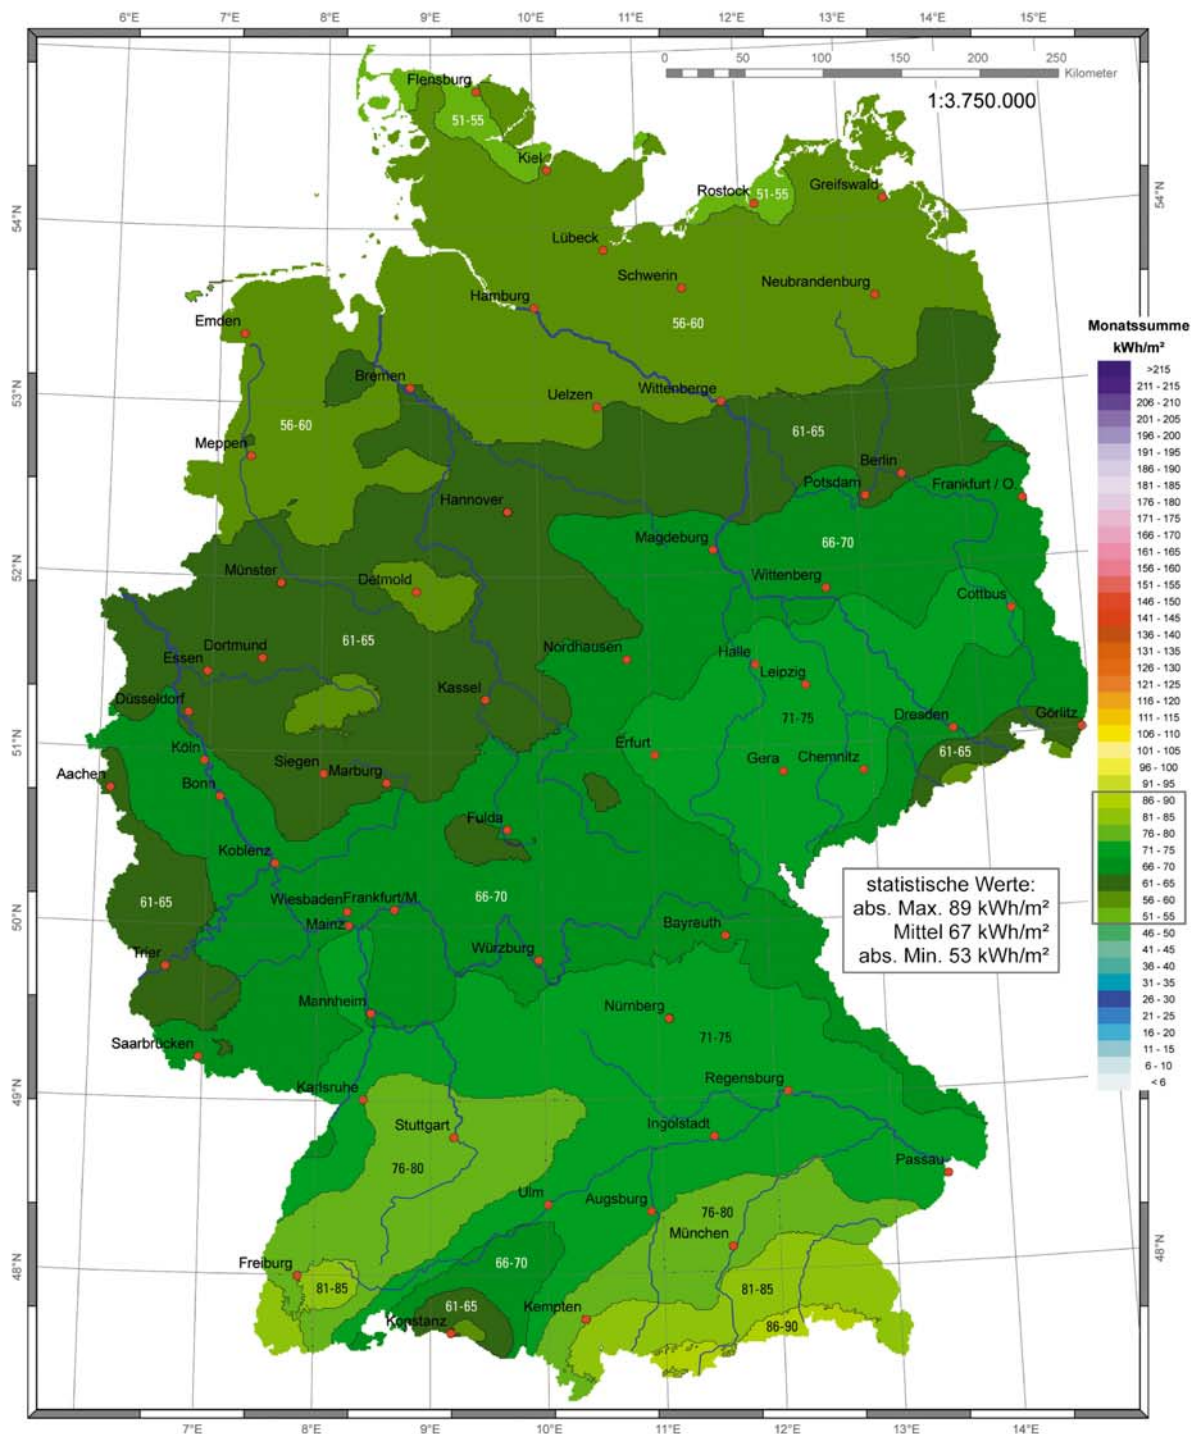 6°E 7°E 8°E 9°E 10°E 11°E 12°E 13°E 14°E 15°E
0 50 100 150 200 250
Kilometer
1:3.750.000
Flensburg
51-55
Kiel
Rostock
51-55
Greifswald
54°N
54°N
Lübeck
Schwerin
Neubrandenburg
Hamburg
56-60
Emden
Bremen
53°N
Uelzen
Wittenberge
56-60
61-65
Meppen
Berlin
Hannover
Potsdam
Frankfurt / O.
Magdeburg
66-70
52°N
Münster
Detmold
Wittenberg
Cottbus
61-65
Dortmund
Essen
Nordhausen
Halle
Leipzig
Kassel
Düsseldorf
71-75
Dresden
Görlitz
51°N
Köln
Erfurt
Gera
Chemnitz
61-65
Aachen
Siegen
Marburg
Bonn
Fulda
Koblenz
61-65
Wiesbaden
Frankfurt/M.
66-70
50°N
Mainz
Bayreuth
Trier
Würzburg
Mannheim
Nürnberg
Saarbrücken
71-75
Karlsruhe
Regensburg
49°N
Stuttgart
Ingolstadt
76-80
Passau
Ulm
Augsburg
76-80
München
48°N
48°N
Freiburg
66-70
81-85
81-85
61-65
Konstanz
Kempten
86-90
7°E 8°E 9°E 10°E 11°E 12°E 13°E 14°E
Monatssumme
kWh/m²
>215
211 - 215
206 - 210
201 - 205
196 - 200
191 - 195
186 - 190
181 - 185
176 - 180
171 - 175
166 - 170
161 - 165
156 - 160
151 - 155
146 - 150
141 - 145
136 - 140
131 - 135
126 - 130
121 - 125
116 - 120
111 - 115
106 - 110
101 - 105
96 - 100
91 - 95
86 - 90
81 - 85
76 - 80
71 - 75
66 - 70
61 - 65
56 - 60
51 - 55
46 - 50
41 - 45
36 - 40
31 - 35
26 - 30
21 - 25
16 - 20
11 - 15
6 - 10
< 6
statistische Werte:
abs. Max. 89 kWh/m²
Mittel 67 kWh/m²
abs. Min. 53 kWh/m²